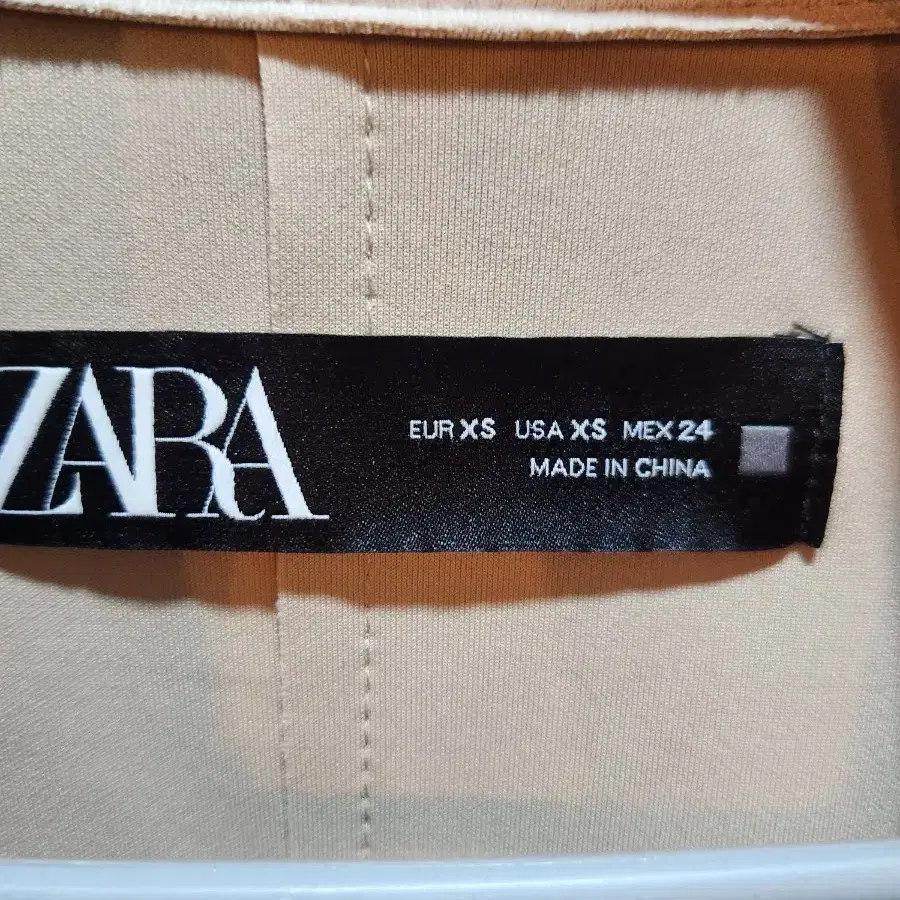 ZARA
EUR XS USA XS MEX 24
MADE IN CHINA